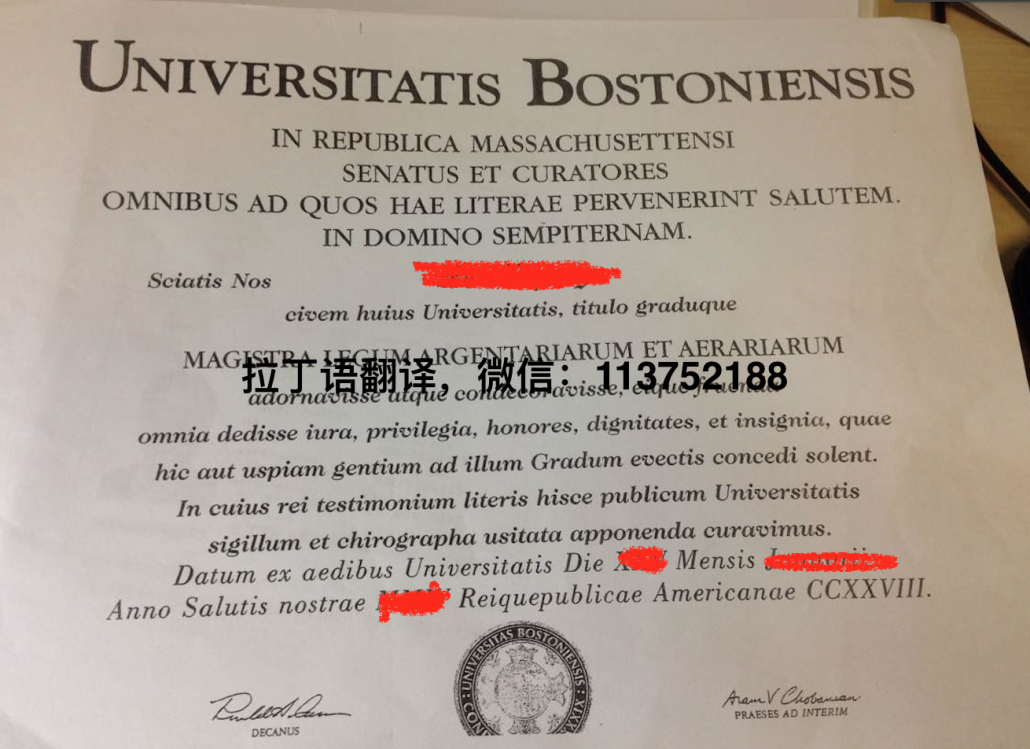 UNIVERSITATIS BOSTONIENSIS
IN REPUBLICA MASSACHUSETTENSI
SENATUS ET CURATORES
OMNIBUS AD QUOS HAE LITERAE PERVENERINT SALUTEM.
IN DOMINO SEMPITERNAM.
Sciatis Nos
civem huius Universitatis, titulo graduque
MAGISTRA LEGUM ARGENTARIARUM ET AERARIARUM
拉丁语翻译，微信：113752188
adornavisse atque condecoravisse, eique fruenda
omnia dedisse iura, privilegia, honores, dignitates, et insignia, quae
hic aut uspiam gentium ad illum Gradum evectis concedi solent.
In cuius rei testimonium literis hisce publicum Universitatis
sigillum et chirographa usitata apponenda curavimus.
Datum ex aedibus Universitatis Die Mensis
Anno Salutis nostrae Reiquepublicae Americanae CCXXVIII.
UNIVERSITAS BOSTONIENSIS
Aram V Chobanian
DECANUS
PRAESES AD INTERIM